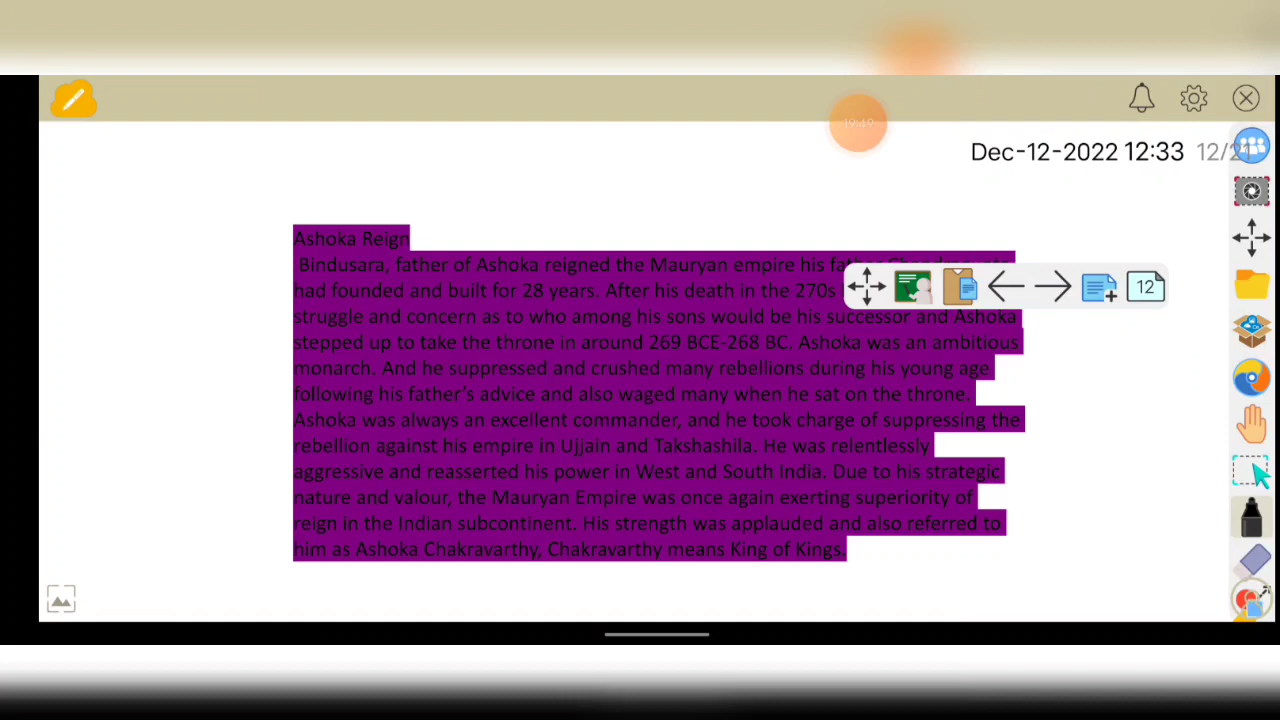 19:49
Dec-12-2022 12:33 12/21
Ashoka Reign
Bindusara, father of Ashoka reigned the Mauryan empire his father
had founded and built for 28 years. After his death in the 270s
12
struggle and concern as to who among his sons would be his successor and Ashoka
stepped up to take the throne in around 269 BCE-268 BC. Ashoka was an ambitious
monarch. And he suppressed and crushed many rebellions during his young age
following his father’s advice and also waged many when he sat on the throne.
Ashoka was always an excellent commander, and he took charge of suppressing the
rebellion against his empire in Ujjain and Takshashila. He was relentlessly
aggressive and reasserted his power in West and South India. Due to his strategic
nature and valour, the Mauryan Empire was once again exerting superiority of
reign in the Indian subcontinent. His strength was applauded and also referred to
him as Ashoka Chakravarthy, Chakravarthy means King of Kings.